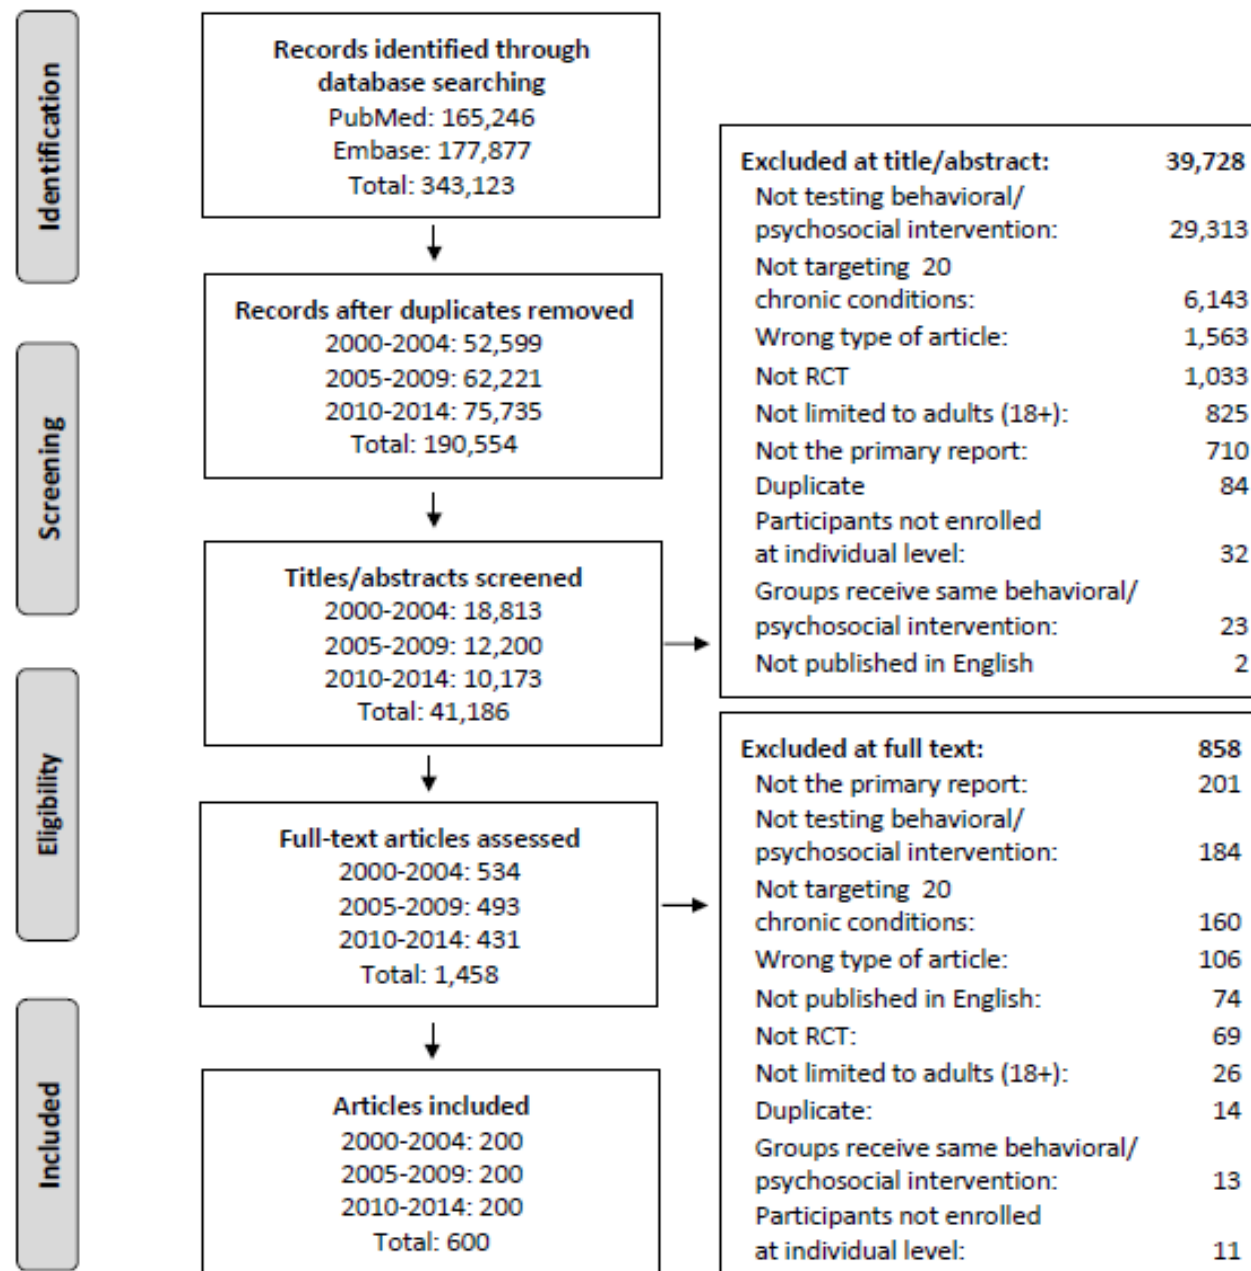 Identification
Records identified through
database searching
PubMed: 165,246
Embase: 177,877
Total: 343,123
Screening
Records after duplicates removed
2000-2004: 52,599
2005-2009: 62,221
2010-2014: 75,735
Total: 190,554
Titles/abstracts screened
2000-2004: 18,813
2005-2009: 12,200
2010-2014: 10,173
Total: 41,186
Excluded at title/abstract: 39,728
Not testing behavioral/
psychosocial intervention: 29,313
Not targeting 20
chronic conditions: 6,143
Wrong type of article: 1,563
Not RCT 1,033
Not limited to adults (18+): 825
Not the primary report: 710
Duplicate 84
Participants not enrolled
at individual level: 32
Groups receive same behavioral/
psychosocial intervention: 23
Not published in English 2
Eligibility
Full-text articles assessed
2000-2004: 534
2005-2009: 493
2010-2014: 431
Total: 1,458
Excluded at full text: 858
Not the primary report: 201
Not testing behavioral/
psychosocial intervention: 184
Not targeting 20
chronic conditions: 160
Wrong type of article: 106
Not published in English: 74
Not RCT: 69
Not limited to adults (18+): 26
Duplicate: 14
Groups receive same behavioral/
psychosocial intervention: 13
Participants not enrolled
at individual level: 11
Included
Articles included
2000-2004: 200
2005-2009: 200
2010-2014: 200
Total: 600